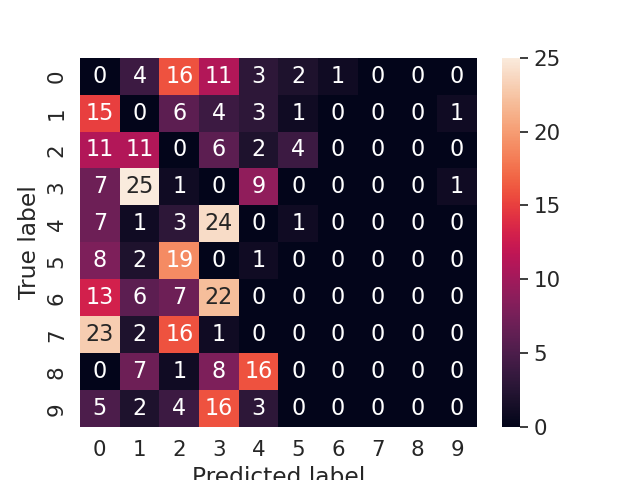 0 4 16 11 3 2 1 0 0 0
15 0 6 4 3 1 0 0 0 1
11 11 0 6 2 4 0 0 0 0
7 25 1 0 9 0 0 0 0 1
7 1 3 24 0 1 0 0 0 0
8 2 19 0 1 0 0 0 0 0
13 6 7 22 0 0 0 0 0 0
23 2 16 1 0 0 0 0 0 0
0 7 1 8 16 0 0 0 0 0
5 2 4 16 3 0 0 0 0 0
0 1 2 3 4 5 6 7 8 9
Predicted label
0 1 2 3 4 5 6 7 8 9
True label
25
20
15
10
5
0